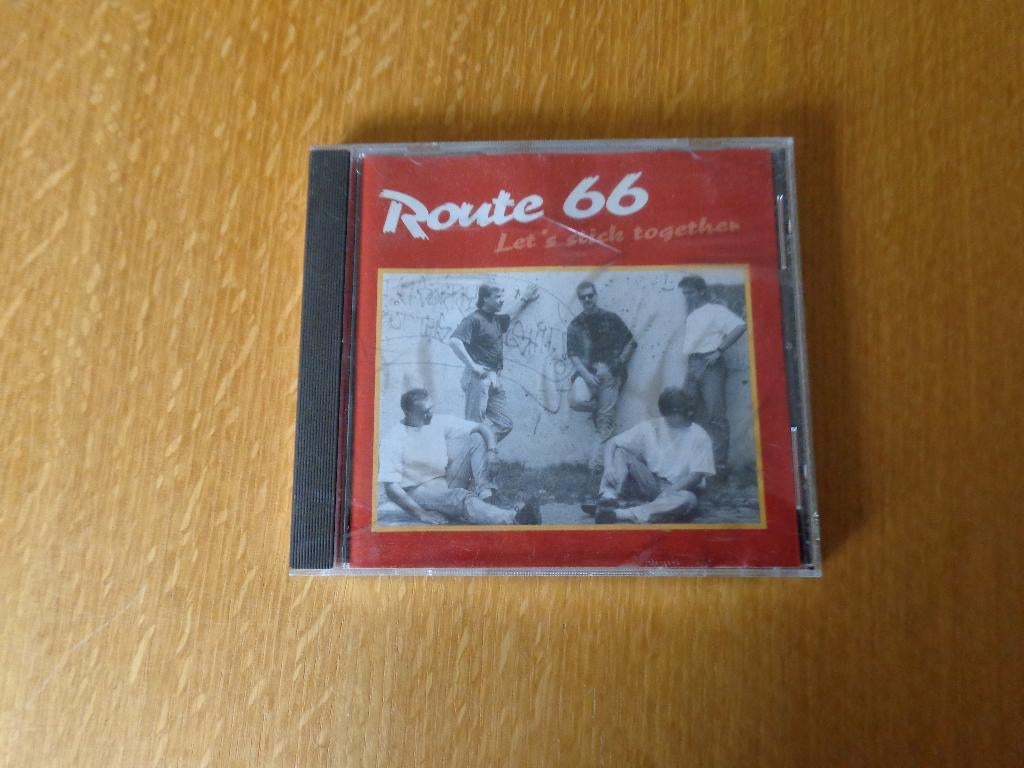 Route 66
Let's stick together